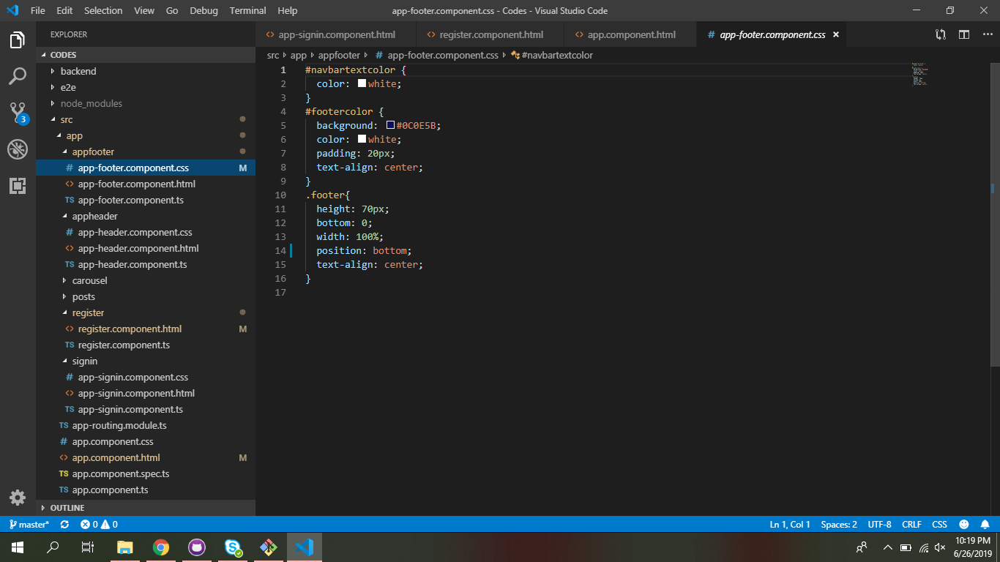 File Edit Selection View Go Debug Terminal Help
app-footer.component.css - Codes - Visual Studio Code
EXPLORER
CODES
backend
e2e
node_modules
src
app
appfooter
# app-footer.component.css M
<> app-footer.component.html
TS app-footer.component.ts
appheader
# app-header.component.css
<> app-header.component.html
TS app-header.component.ts
carousel
posts
register
<> register.component.html M
TS register.component.ts
signin
# app-signin.component.css
<> app-signin.component.html
TS app-signin.component.ts
TS app-routing.module.ts
# app.component.css
<> app.component.html M
TS app.component.spec.ts
TS app.component.ts
OUTLINE
3
<> app-signin.component.html <> register.component.html <> app.component.html # app-footer.component.css ×
src app appfooter # app-footer.component.css #navbartextcolor
1 #navbartextcolor {
2 color: white;
3 }
4 #footercolor {
5 background: #0C0E5B;
6 color: white;
7 padding: 20px;
8 text-align: center;
9 }
10 .footer{
11 height: 70px;
12 bottom: 0;
13 width: 100%;
14 position: bottom;
15 text-align: center;
16 }
17
master* 0 0 Ln 1, Col 1 Spaces: 2 UTF-8 CRLF CSS
10:19 PM
6/26/2019